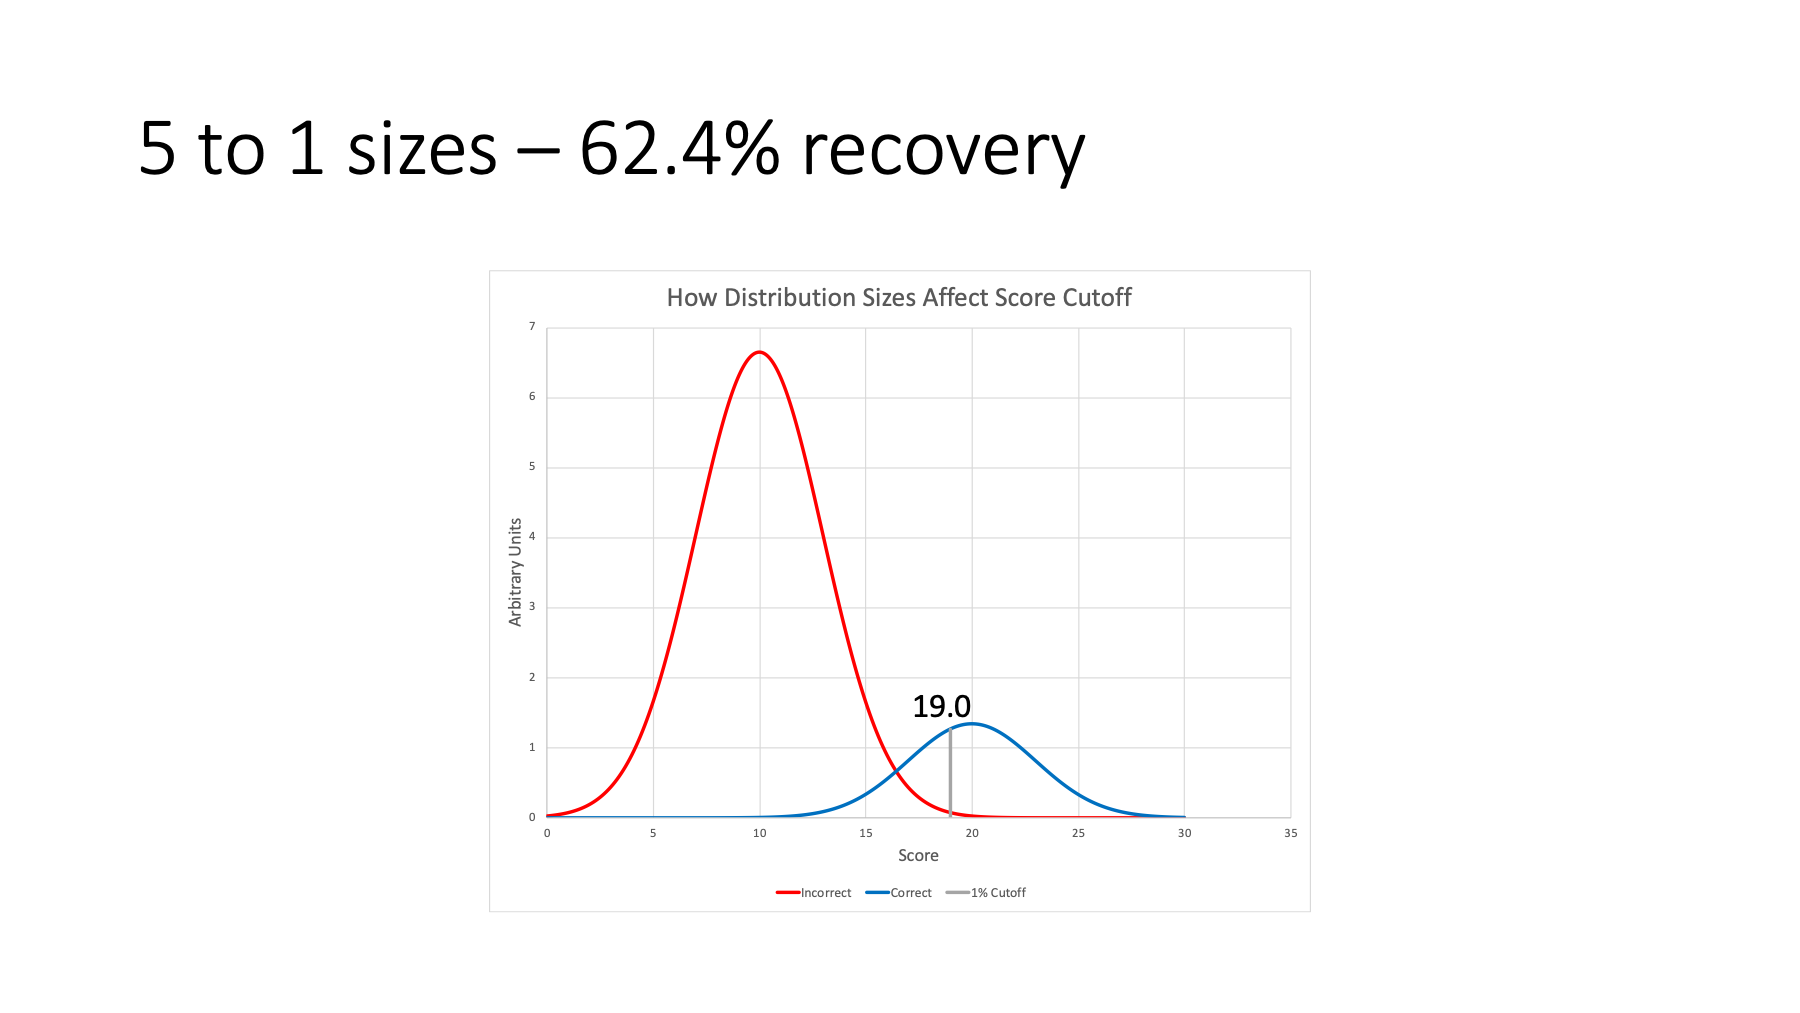 5 to 1 sizes – 62.4% recovery
How Distribution Sizes Affect Score Cutoff
7
6
5
4
3
2
1
0
Arbitrary Units
19.0
0 5 10 15 20 25 30 35
Score
Incorrect Correct 1% Cutoff